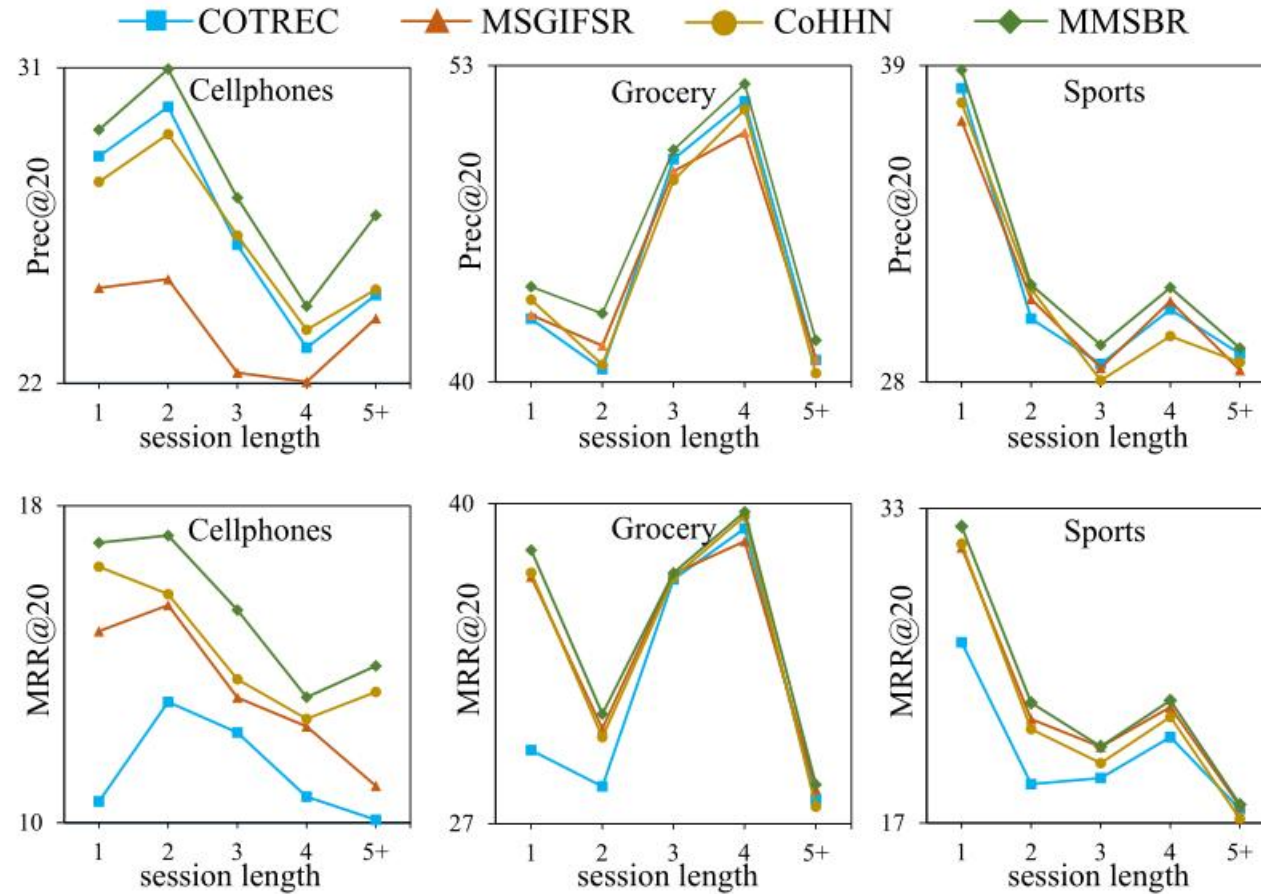 COTREC MSGIFSR CoHHN MMSBR
31 Cellphones
Prec@20
22
1 2 3 4 5+
session length
53 Grocery
Prec@20
40
1 2 3 4 5+
session length
39 Sports
Prec@20
28
1 2 3 4 5+
session length
18 Cellphones
MRR@20
10
1 2 3 4 5+
session length
40 Grocery
MRR@20
27
1 2 3 4 5+
session length
33 Sports
MRR@20
17
1 2 3 4 5+
session length